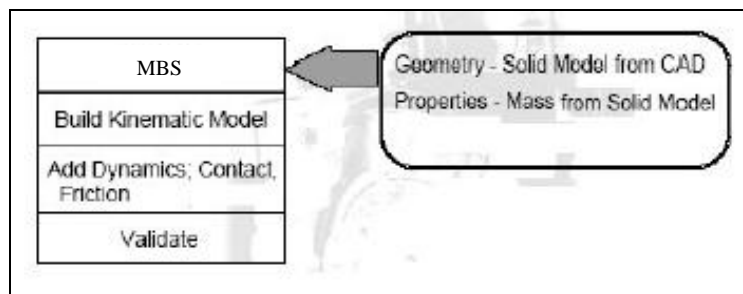 MBS
Build Kinematic Model
Add Dynamics; Contact,
Friction
Validate
Geometry - Solid Model from CAD
Properties - Mass from Solid Model